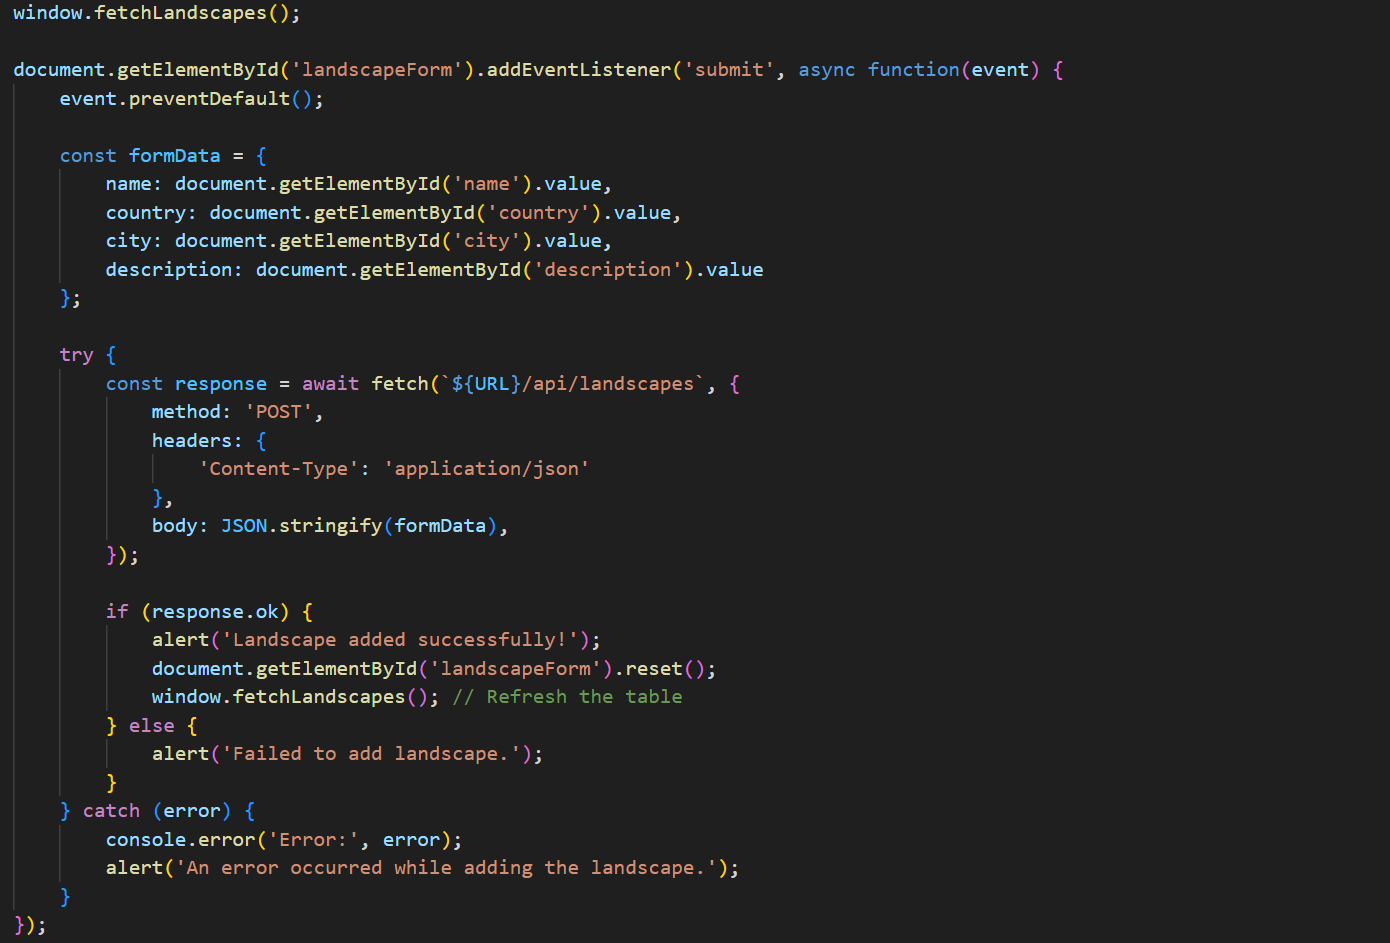 window.fetchLandscapes();

document.getElementById('landscapeForm').addEventListener('submit', async function(event) {
    event.preventDefault();

    const formData = {
        name: document.getElementById('name').value,
        country: document.getElementById('country').value,
        city: document.getElementById('city').value,
        description: document.getElementById('description').value
    };

    try {
        const response = await fetch(`${URL}/api/landscapes`, {
            method: 'POST',
            headers: {
                'Content-Type': 'application/json'
            },
            body: JSON.stringify(formData),
        });

        if (response.ok) {
            alert('Landscape added successfully!');
            document.getElementById('landscapeForm').reset();
            window.fetchLandscapes(); // Refresh the table
        } else {
            alert('Failed to add landscape.');
        }
    } catch (error) {
        console.error('Error:', error);
        alert('An error occurred while adding the landscape.');
    }
});